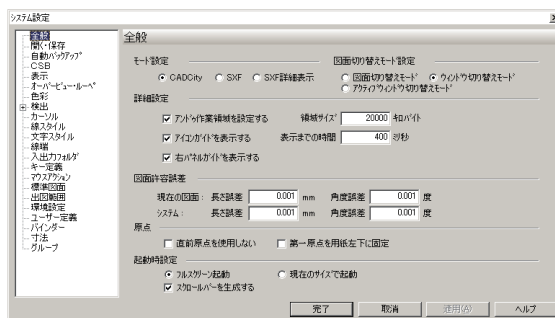 システム設定
全般
開く・保存
自動バックアップ
CSB
表示
オーバービュー・ルーペ
色彩
検出
カーソル
線スタイル
文字スタイル
線端
入出力フォルダ
キー定義
マウスアクション
標準図面
出図範囲
環境設定
ユーザー定義
バインダー
寸法
グループ
全般
モード設定
CADCity SXF SXF詳細表示
図面切り替えモード設定
図面切り替えモード ウィンドウ切り替えモード
アクティブウィンドウ切り替えモード
詳細設定
アンドゥ作業領域を設定する 領域サイズ 20000 キロバイト
アイコンガイドを表示する 表示までの時間 400 ミリ秒
右パネルガイドを表示する
図面許容誤差
現在の図面: 長さ誤差 0.001 mm 角度誤差 0.001 度
システム: 長さ誤差 0.001 mm 角度誤差 0.001 度
原点
直前原点を使用しない 第一原点を用紙左下に固定
起動時設定
フルスクリーン起動 現在のサイズで起動
スクロールバーを生成する
完了 取消 適用(A) ヘルプ